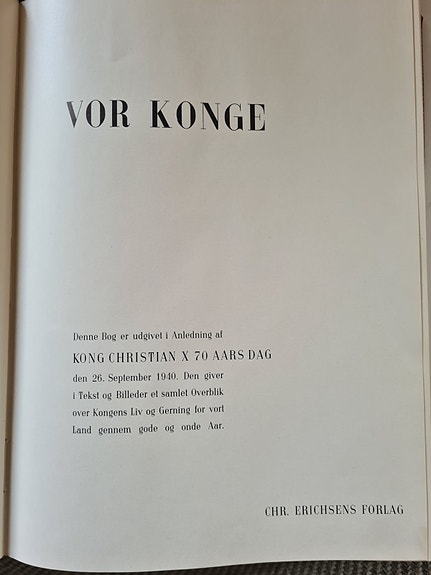 VOR KONGE
Denne Bog er udgivet i Anledning af
KONG CHRISTIAN X 70 AARS DAG
den 26. September 1940. Den giver
i Tekst og Billeder et samlet Overblik
over Kongens Liv og Gerning for vort
Land gennem gode og onde Aar.
CHR. ERICHSENS FORLAG